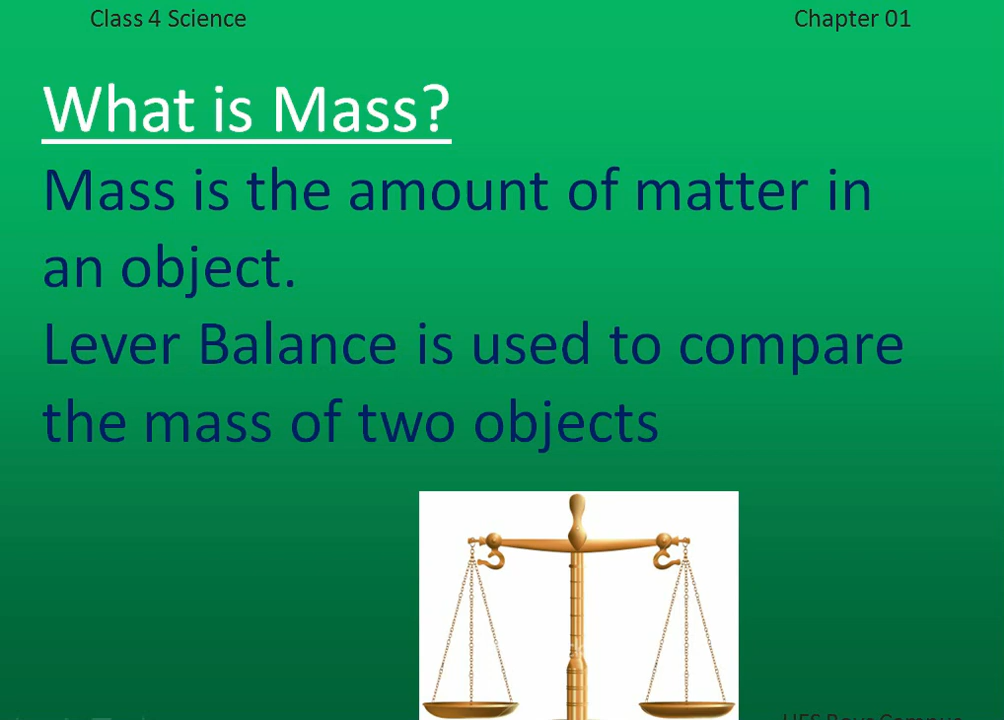 Class 4 Science
Chapter 01
What is Mass?
Mass is the amount of matter in
an object.
Lever Balance is used to compare
the mass of two objects